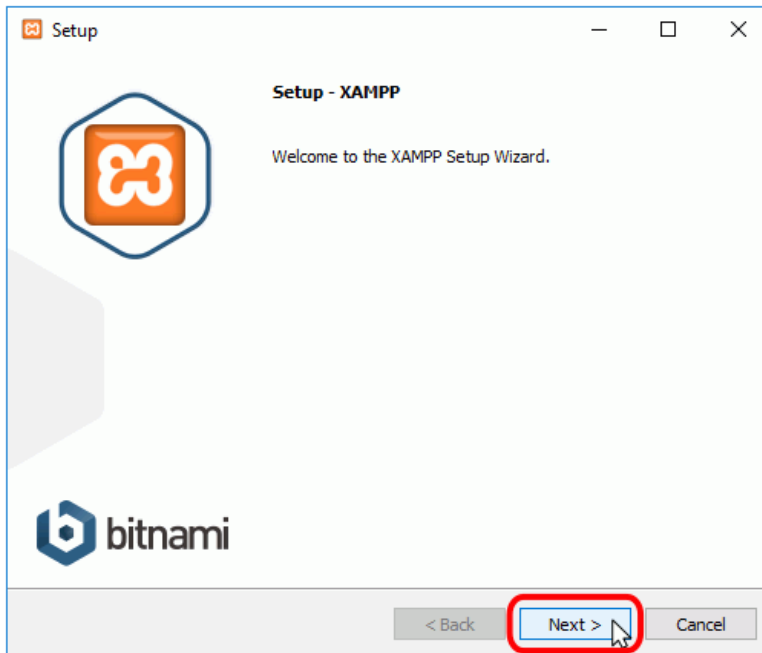 Setup
Setup - XAMPP
Welcome to the XAMPP Setup Wizard.
bitnami
< Back
Next >
Cancel